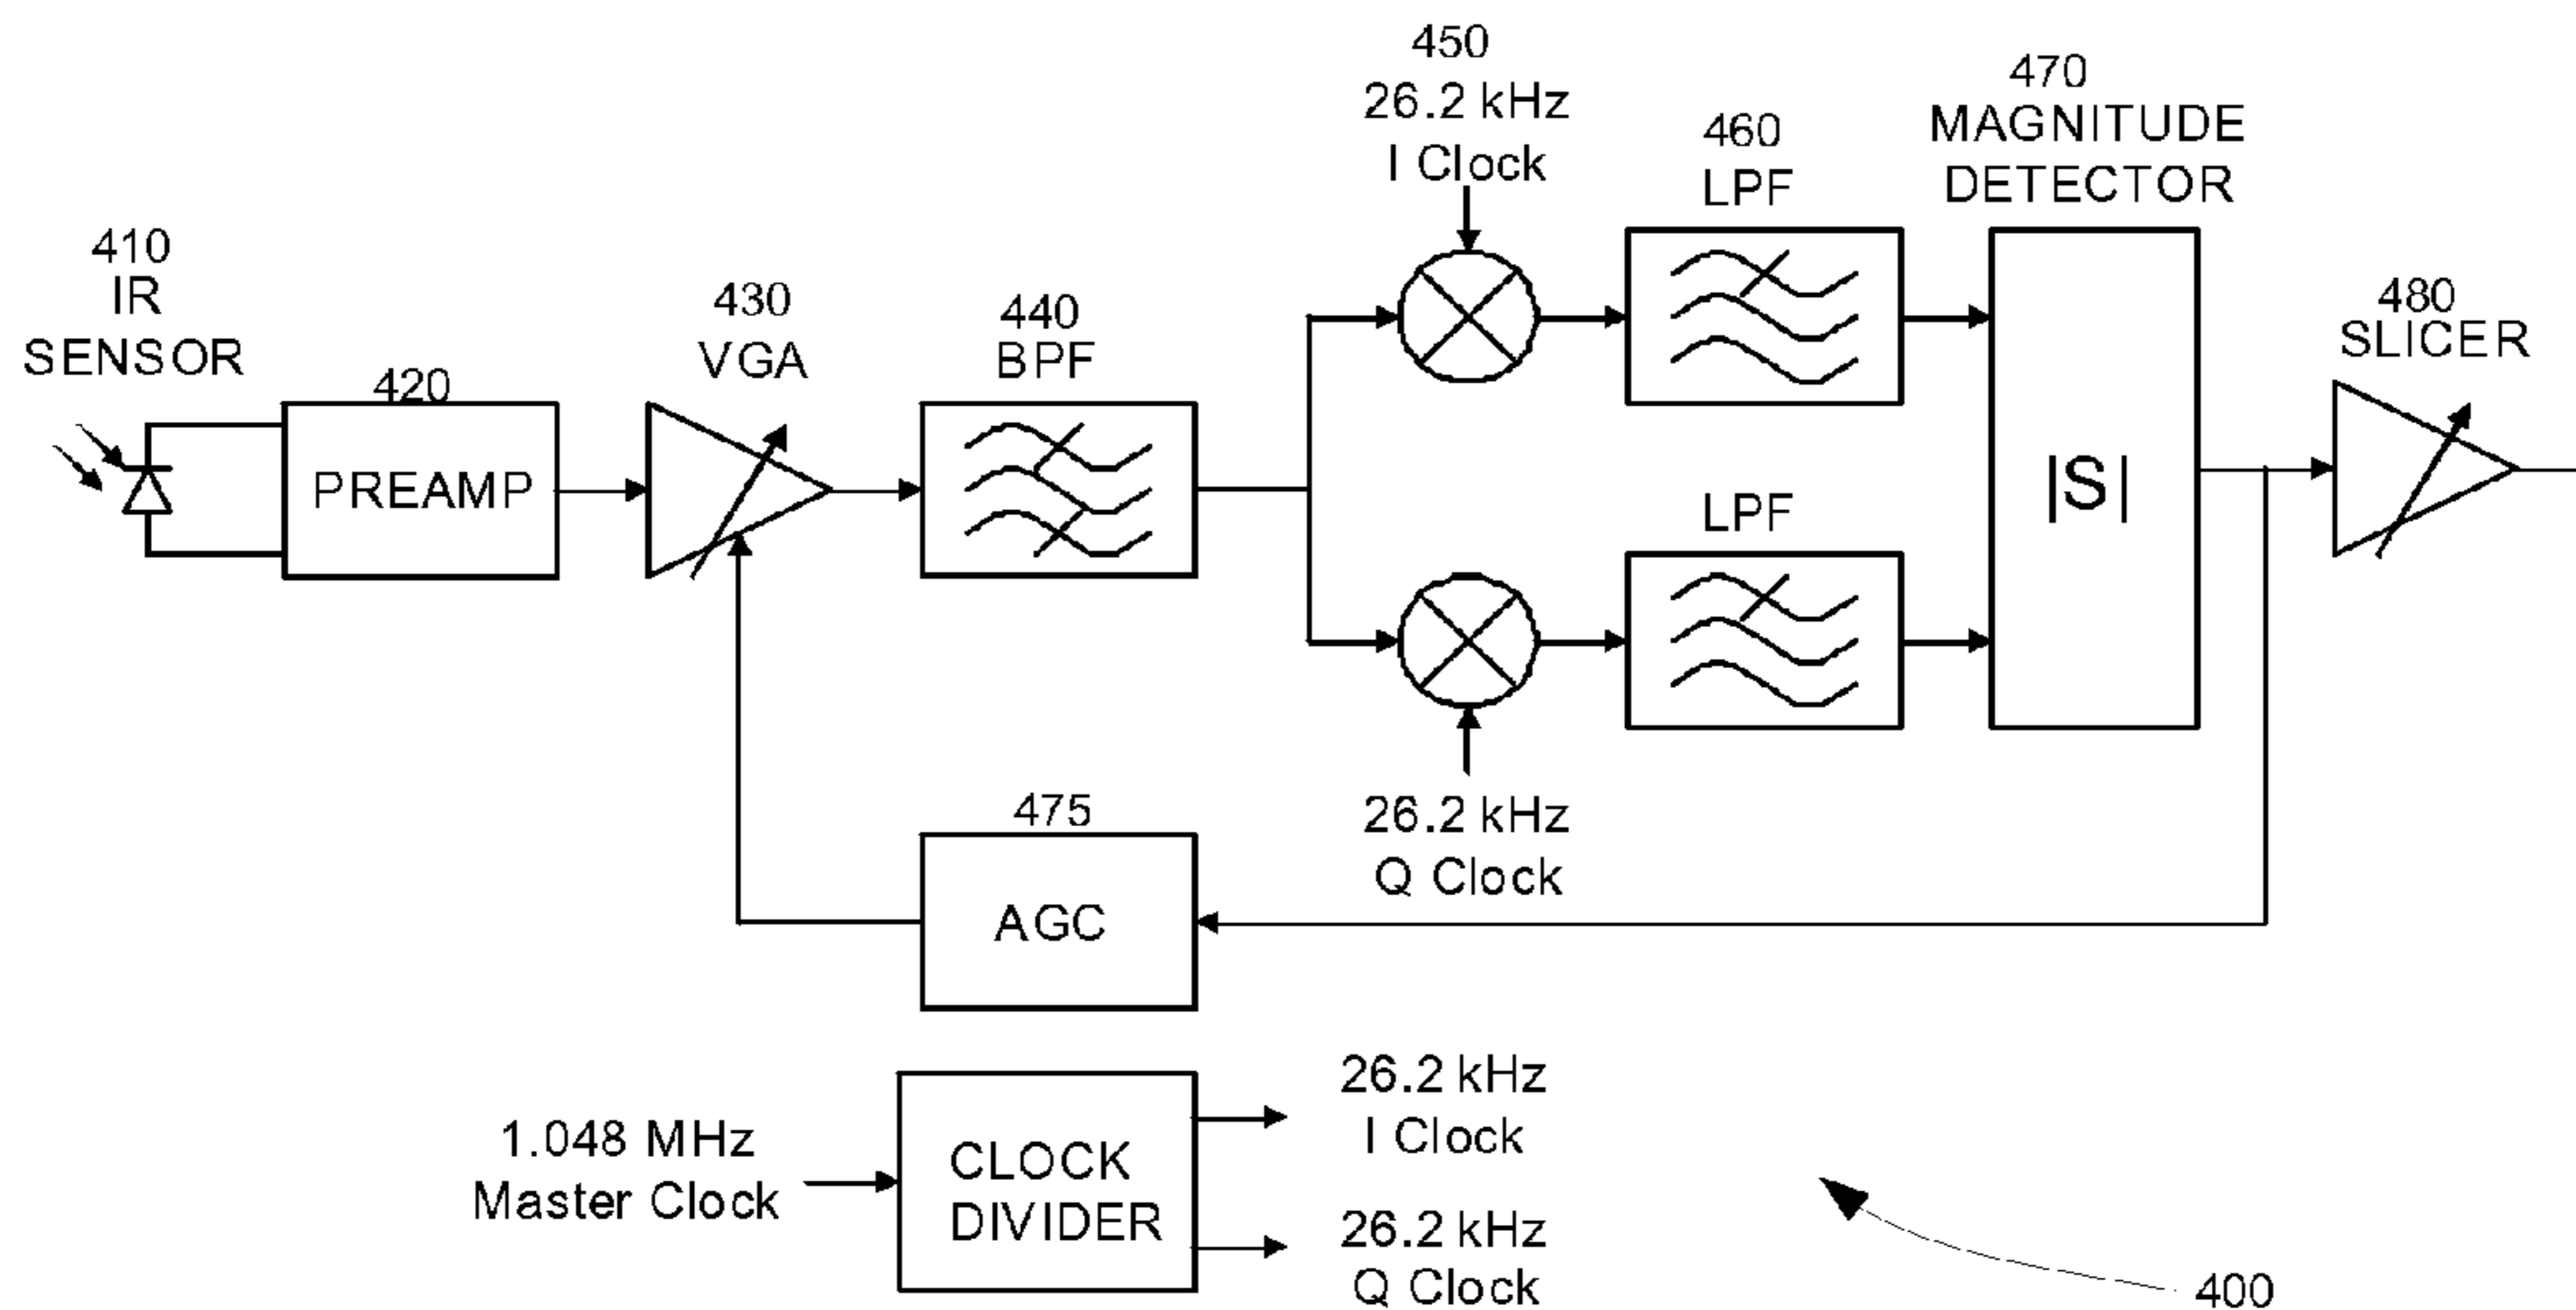 450
26.2 kHz
I Clock
470
MAGNITUDE
DETECTOR
460
LPF
410
IR
SENSOR
430
VGA
440
BPF
480
SLICER
420
PREAMP
|S|
LPF
475
AGC
26.2 kHz
Q Clock
1.048 MHz
Master Clock
CLOCK
DIVIDER
26.2 kHz
I Clock
26.2 kHz
Q Clock
400